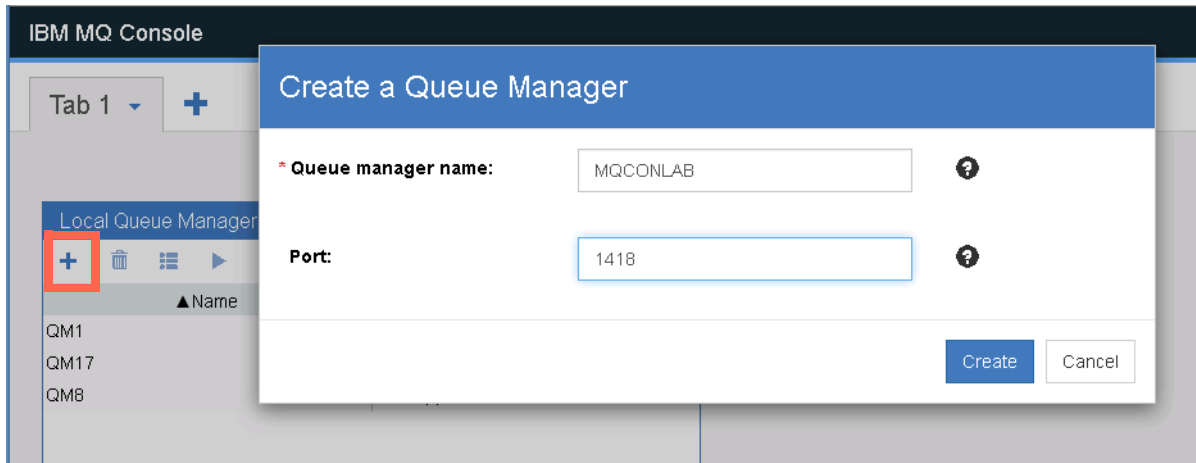 IBM MQ Console
Create a Queue Manager
Tab 1
* Queue manager name:
MQCONLAB
Local Queue Manager
Port:
1418
▲Name
QM1
QM17
QM8
Create
Cancel